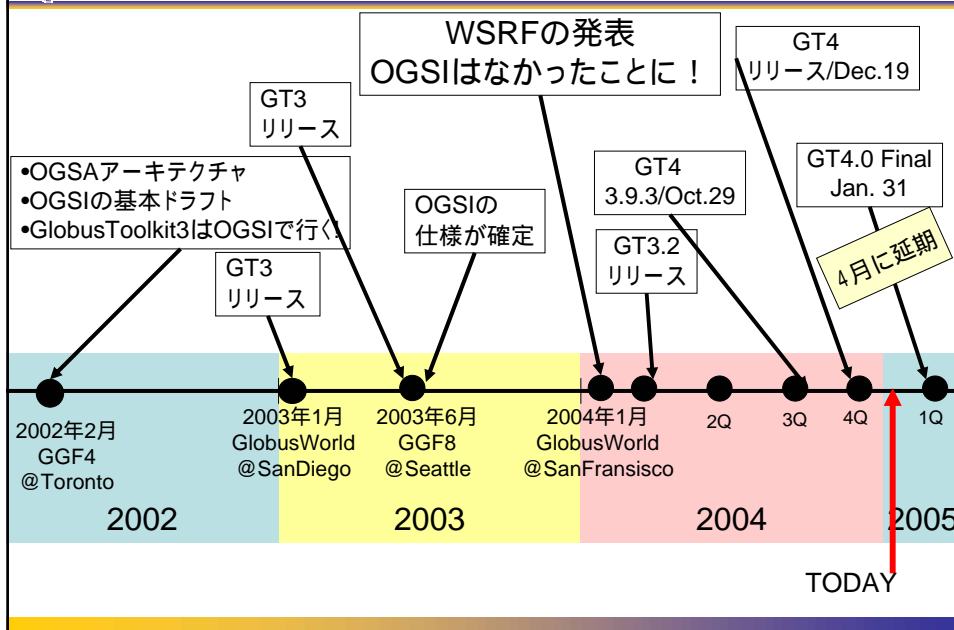 WSRFの発表
OGSIはなかったことに！
GT4
リリース/Dec.19
GT3
リリース
•OGSAアーキテクチャ
•OGSIの基本ドラフト
•GlobusToolkit3はOGSIで行く!
OGSIの
仕様が確定
GT4
3.9.3/Oct.29
GT4.0 Final
Jan. 31
4月に延期
GT3
リリース
GT3.2
リリース
2002年2月
GGF4
@Toronto
2003年1月
GlobusWorld
@SanDiego
2003年6月
GGF8
@Seattle
2004年1月
GlobusWorld
@SanFransisco
2Q
3Q
4Q
1Q
2002
2003
2004
2005
TODAY